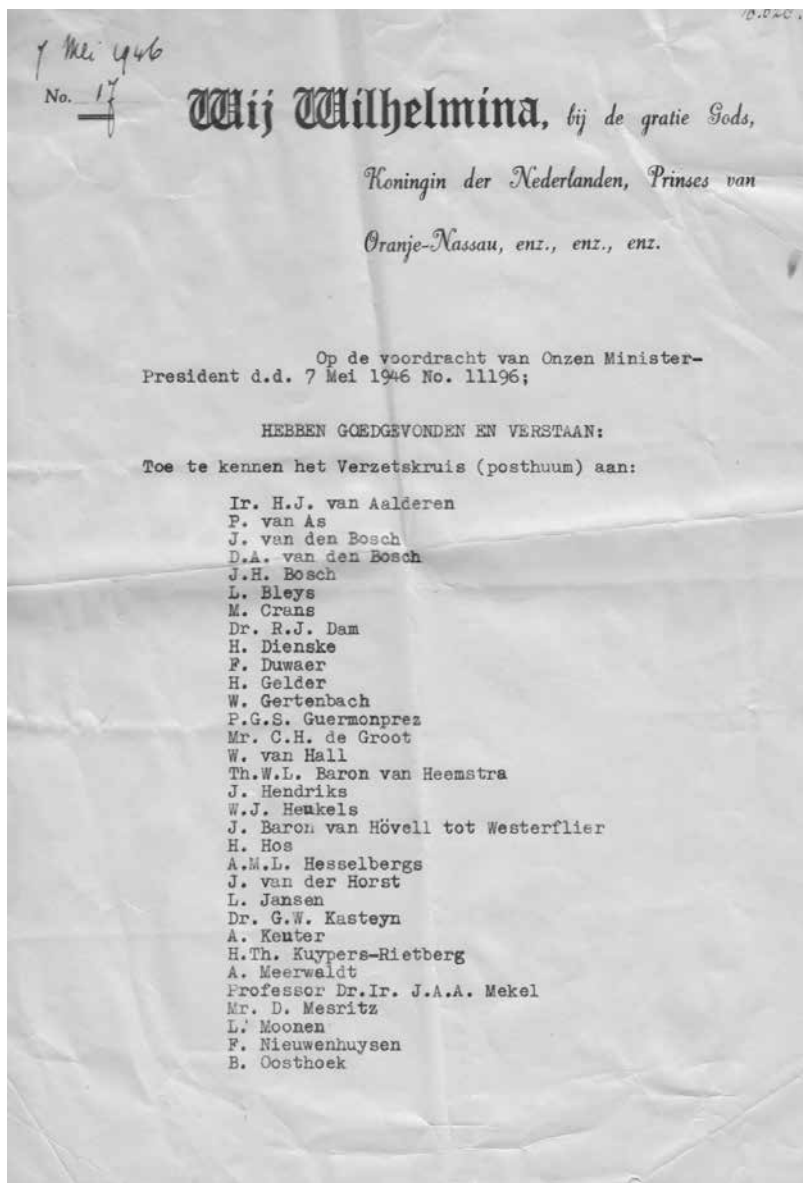 7 Mei 1946
No. 17
Wij Wilhelmina, bij de gratie Gods,
Koningin der Nederlanden, Prinses van
Oranje-Nassau, enz., enz., enz.
Op de voordracht van Onzen Minister-
President d.d. 7 Mei 1946 No. 11196;
HEBBEN GOEDGEVONDEN EN VERSTAAN:
Toe te kennen het Verzetskruis (posthuum) aan:
Ir. H.J. van Aalderen
P. van As
J. van den Bosch
D.A. van den Bosch
J.H. Bosch
L. Bleys
M. Crans
Dr. R.J. Dam
H. Dienske
F. Duwaer
H. Gelder
W. Gertenbach
P.G.S. Guermonprez
Mr. C.H. de Groot
W. van Hall
Th.W.L. Baron van Heemstra
J. Hendriks
W.J. Henkels
J. Baron van Hövell tot Westerflier
H. Hos
A.M.L. Hesselbergs
J. van der Horst
L. Jansen
Dr. G.W. Kasteyn
A. Keuter
H.Th. Kuypers-Rietberg
A. Meerwaldt
Professor Dr.Ir. J.A.A. Mekel
Mr. D. Mesritz
L. Moonen
F. Nieuwenhuysen
B. Oosthoek